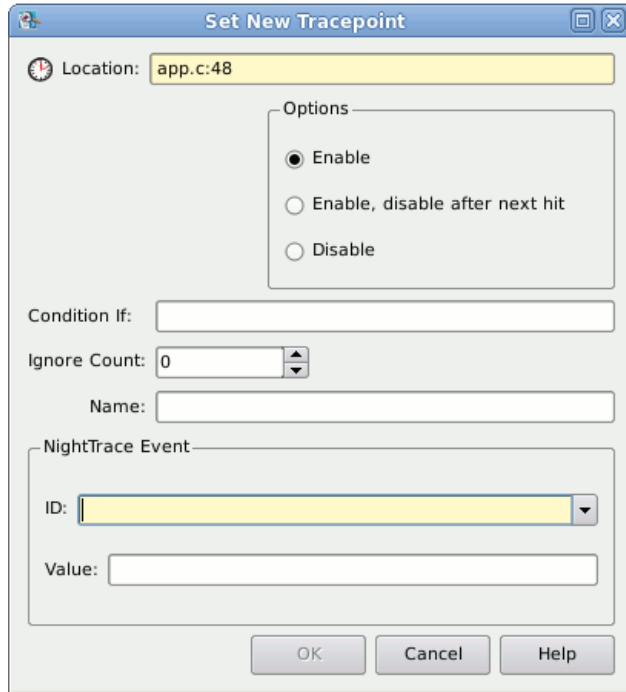 Set New Tracepoint
Location: app.c:48
Options
Enable
Enable, disable after next hit
Disable
Condition If:
Ignore Count: 0
Name:
NightTrace Event
ID:
Value:
OK Cancel Help